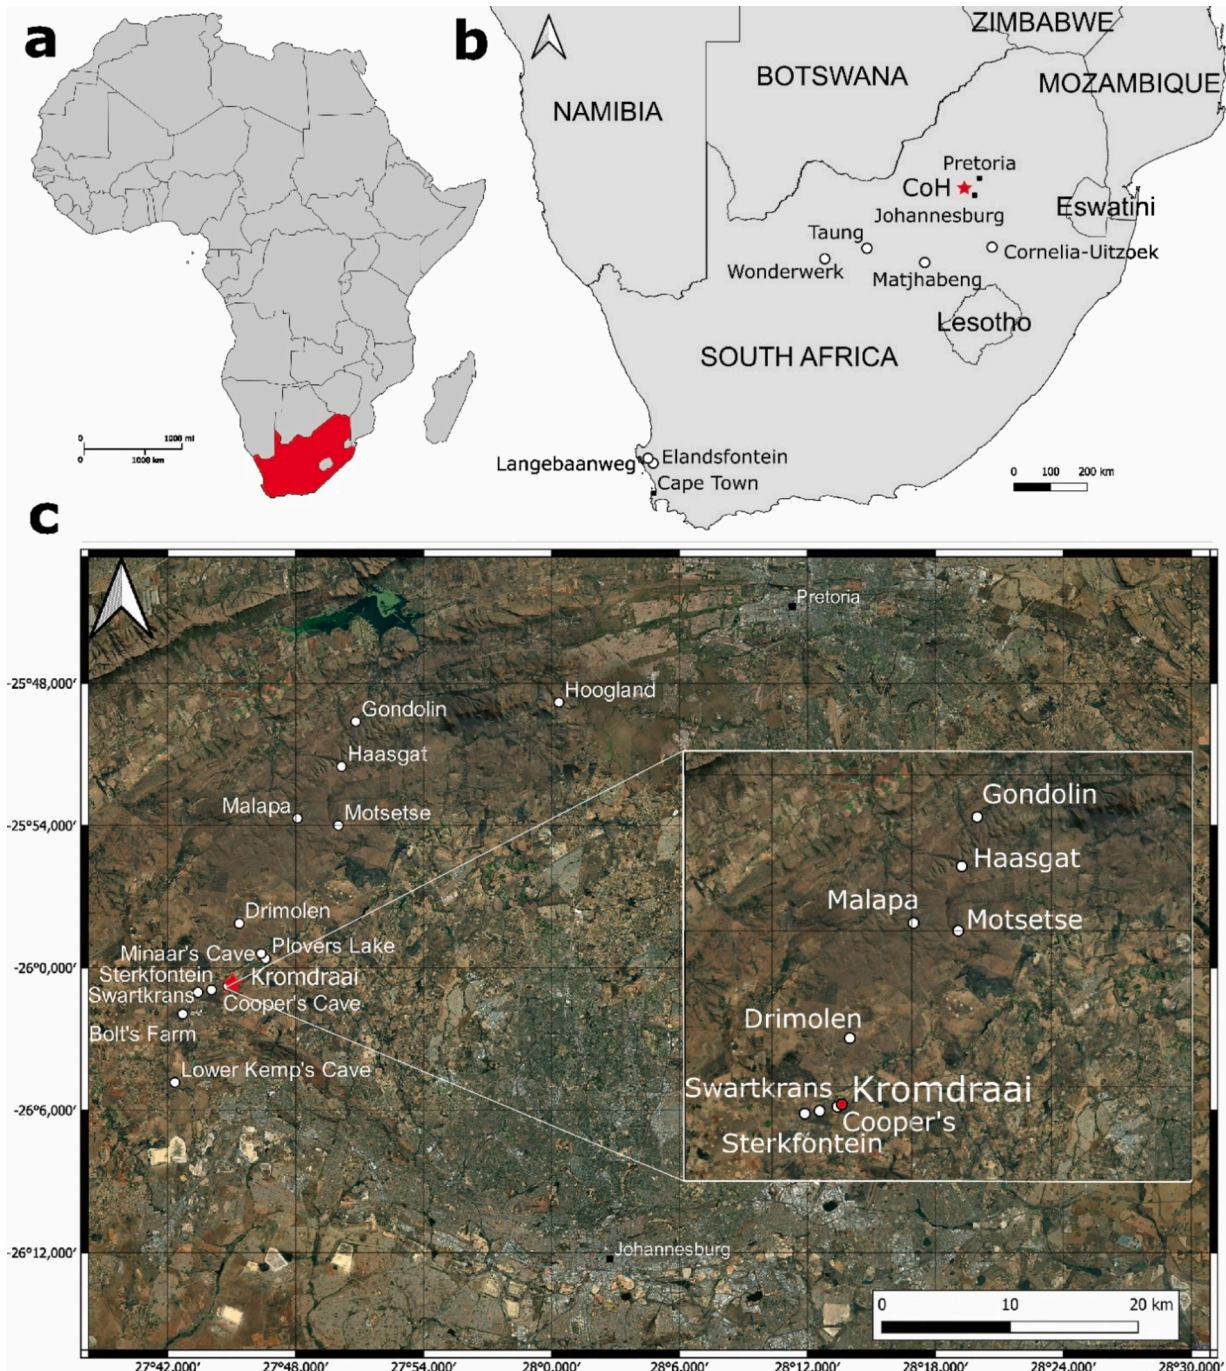 a
0
1000 ml
1000 km
b
ZIMBABWE
BOTSWANA
MOZAMBIQUE
NAMIBIA
Pretoria
CoH
Johannesburg
Eswatini
Taung
Cornelia-Uitzoek
Wonderwerk
Matjhabeng
Lesotho
SOUTH AFRICA
Langebaanweg
Elandsfontein
Cape Town
0 100 200 km
c
Pretoria
-25°48,000'
Hoogland
Gondolin
Haasgat
Malapa
Motsetse
-25°54,000'
Drimolen
Minaar's Cave
Plovers Lake
-26°0,000'
Sterkfontein
Kromdraai
Swartkrans
Cooper's Cave
Bolt's Farm
Lower Kemp's Cave
-26°6,000'
Gondolin
Haasgat
Malapa
Motsetse
Drimolen
Swartkrans
Kromdraai
Cooper's
Sterkfontein
-26°12,000'
Johannesburg
0 10 20 km
27°42,000' 27°48,000' 27°54,000' 28°0,000' 28°6,000' 28°12,000' 28°18,000' 28°24,000' 28°30,000'